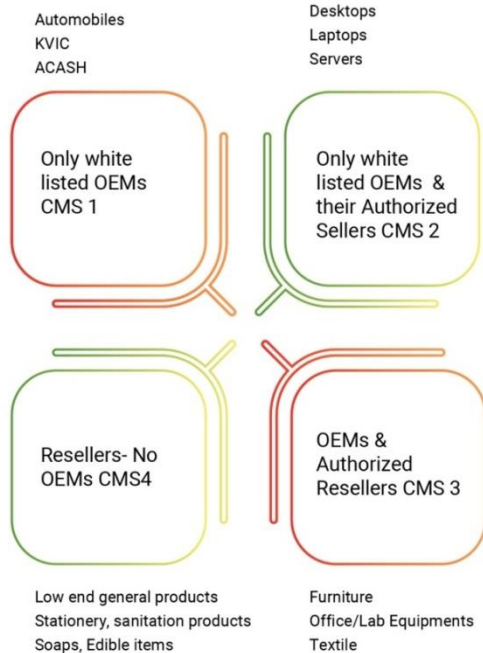 Automobiles
KVIC
ACASH
Desktops
Laptops
Servers
Only white
listed OEMs
CMS 1
Only white
listed OEMs &
their Authorized
Sellers CMS 2
Resellers- No
OEMs CMS4
OEMs &
Authorized
Resellers CMS 3
Low end general products
Stationery, sanitation products
Soaps, Edible items
Furniture
Office/Lab Equipments
Textile